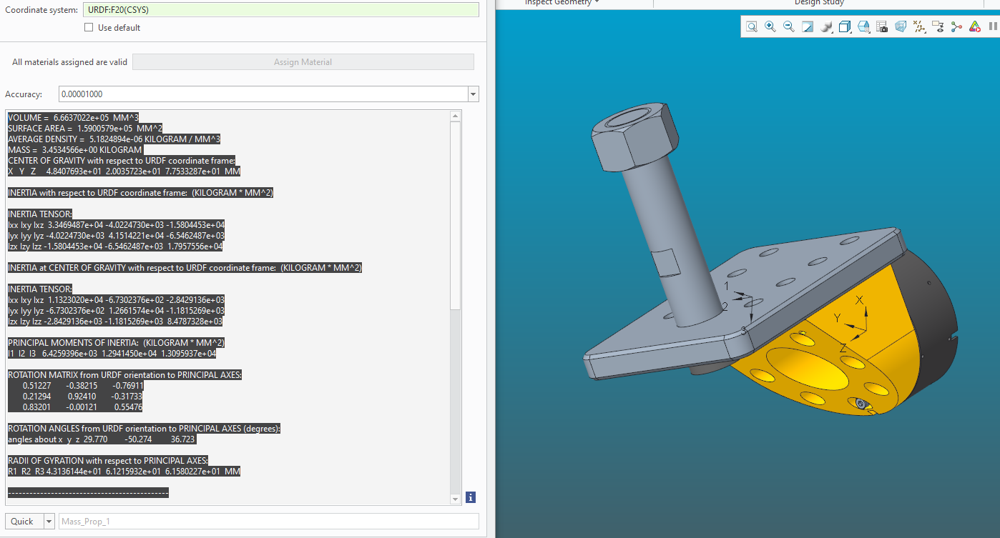 Inspect Geometry
Design Study
Coordinate system: URDF:F20(CSYS)
Use default
All materials assigned are valid Assign Material
Accuracy: 0.00001000
VOLUME = 6.6637022e+05 MM^3
SURFACE AREA = 1.5900579e+05 MM^2
AVERAGE DENSITY = 5.1824894e-06 KILOGRAM / MM^3
MASS = 3.4534566e+00 KILOGRAM
CENTER OF GRAVITY with respect to URDF coordinate frame:
X Y Z 4.8407693e+01 2.0035723e+01 7.7533287e+01 MM
INERTIA with respect to URDF coordinate frame: (KILOGRAM * MM^2)
INERTIA TENSOR:
Ixx Ixy Ixz 3.3469487e+04 -4.0224730e+03 -1.5804453e+04
Iyx Iyy Iyz -4.0224730e+03 4.1514221e+04 -6.5462487e+03
Izx Izy Izz -1.5804453e+04 -6.5462487e+03 1.7957556e+04
INERTIA at CENTER OF GRAVITY with respect to URDF coordinate frame: (KILOGRAM * MM^2)
INERTIA TENSOR:
Ixx Ixy Ixz 1.1323020e+04 -6.7302376e+02 -2.8429136e+03
Iyx Iyy Iyz -6.7302376e+02 1.2661574e+04 -1.1815269e+03
Izx Izy Izz -2.8429136e+03 -1.1815269e+03 8.4787328e+03
PRINCIPAL MOMENTS OF INERTIA: (KILOGRAM * MM^2)
I1 I2 I3 6.4259396e+03 1.2941450e+04 1.3095937e+04
ROTATION MATRIX from URDF orientation to PRINCIPAL AXES:
0.51227 -0.38215 -0.76911
0.21294 0.92410 -0.31733
0.83201 -0.00121 0.55476
ROTATION ANGLES from URDF orientation to PRINCIPAL AXES (degrees):
angles about x y z 29.770 -50.274 36.723
RADII OF GYRATION with respect to PRINCIPAL AXES:
R1 R2 R3 4.3136144e+01 6.1215932e+01 6.1580227e+01 MM
---------------------------------------------
Quick Mass_Prop_1
1
2
3
X
Y
Z